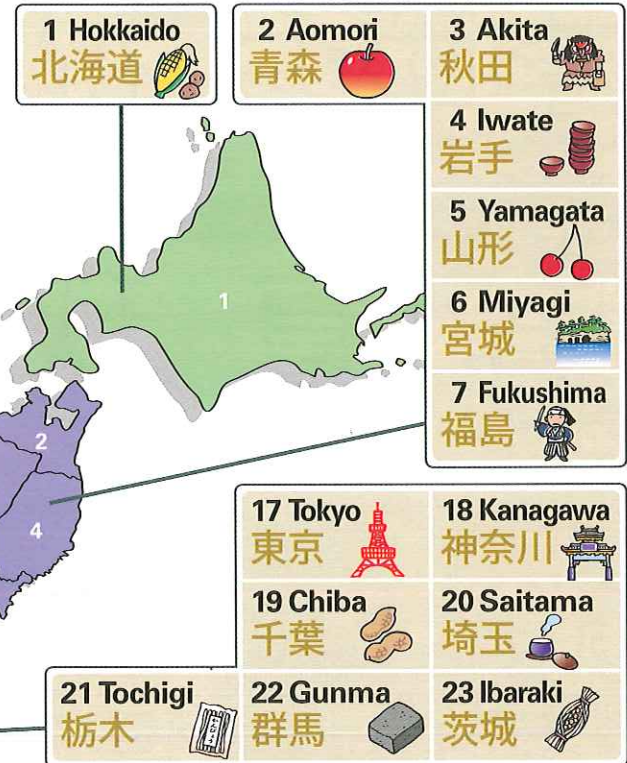 1 Hokkaido
北海道
2 Aomori
青森
3 Akita
秋田
4 Iwate
岩手
5 Yamagata
山形
6 Miyagi
宮城
7 Fukushima
福島
1
2
4
17 Tokyo
東京
18 Kanagawa
神奈川
19 Chiba
千葉
20 Saitama
埼玉
21 Tochigi
栃木
22 Gunma
群馬
23 Ibaraki
茨城